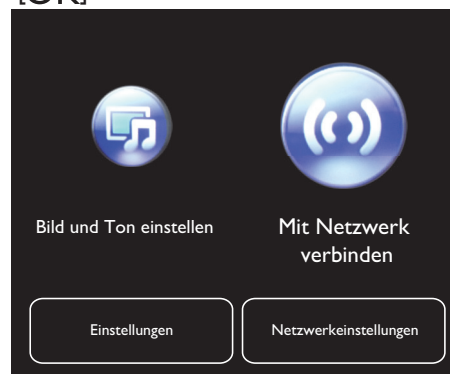 [OK]
Bild und Ton einstellen
Mit Netzwerk
verbinden
Einstellungen
Netzwerkeinstellungen